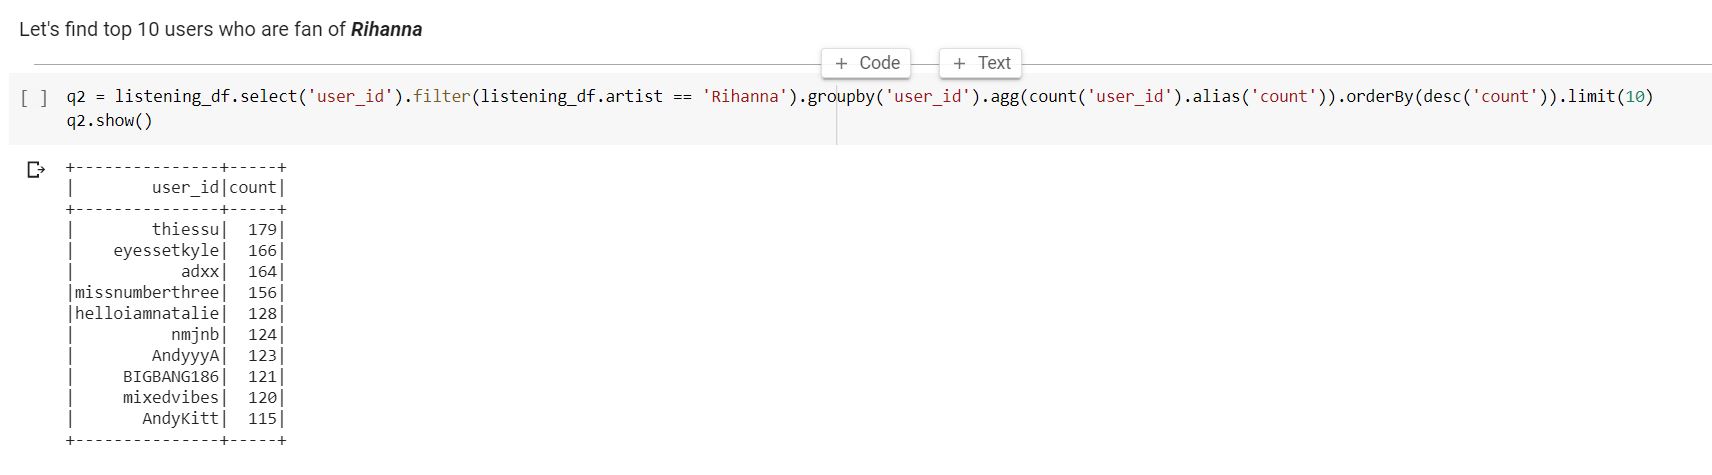 Let's find top 10 users who are fan of Rihanna
+ Code + Text
[ ] q2 = listening_df.select('user_id').filter(listening_df.artist == 'Rihanna').groupby('user_id').agg(count('user_id').alias('count')).orderBy(desc('count')).limit(10)
q2.show()
+---------------+-----+
|        user_id|count|
+---------------+-----+
|        thiessu|  179|
|    eyessetkyle|  166|
|           adxx|  164|
|missnumberthree|  156|
|helloiamnatalie|  128|
|          nmjnb|  124|
|        AndyyyA|  123|
|     BIGBANG186|  121|
|     mixedvibes|  120|
|       AndyKitt|  115|
+---------------+-----+